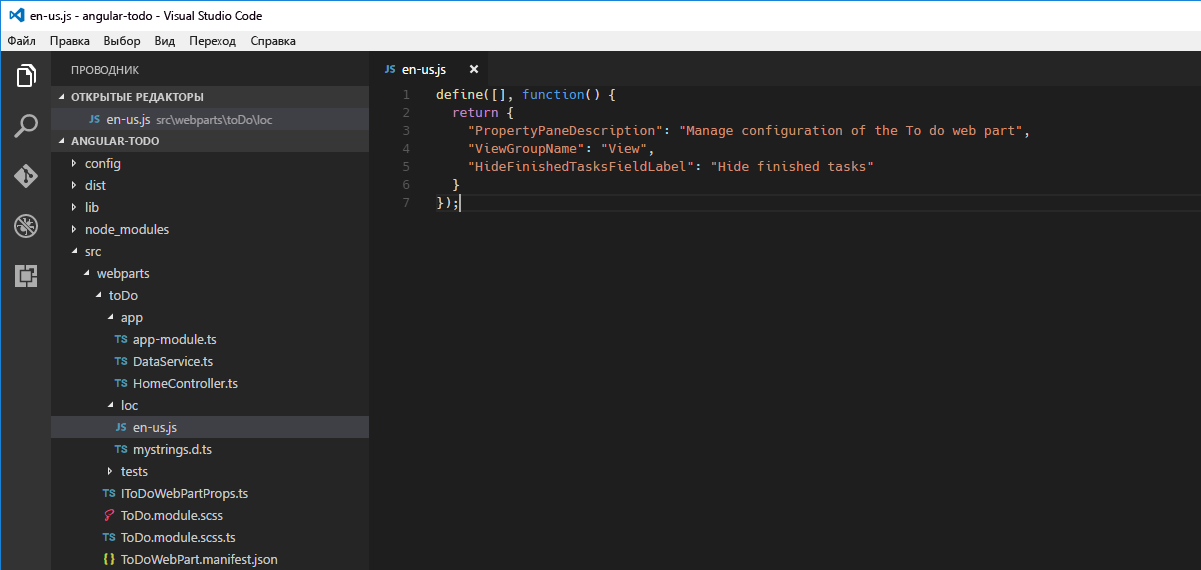 en-us.js - angular-todo - Visual Studio Code
Файл Правка Выбор Вид Переход Справка
ПРОВОДНИК
ОТКРЫТЫЕ РЕДАКТОРЫ
JS en-us.js src\webparts\toDo\loc
ANGULAR-TODO
config
dist
lib
node_modules
src
webparts
toDo
app
TS app-module.ts
TS DataService.ts
TS HomeController.ts
loc
JS en-us.js
TS mystrings.d.ts
tests
TS IToDoWebPartProps.ts
ToDo.module.scss
TS ToDo.module.scss.ts
{} ToDoWebPart.manifest.json
JS en-us.js ×
1 define([], function() {
2 return {
3 "PropertyPaneDescription": "Manage configuration of the To do web part",
4 "ViewGroupName": "View",
5 "HideFinishedTasksFieldLabel": "Hide finished tasks"
6 }
7 });